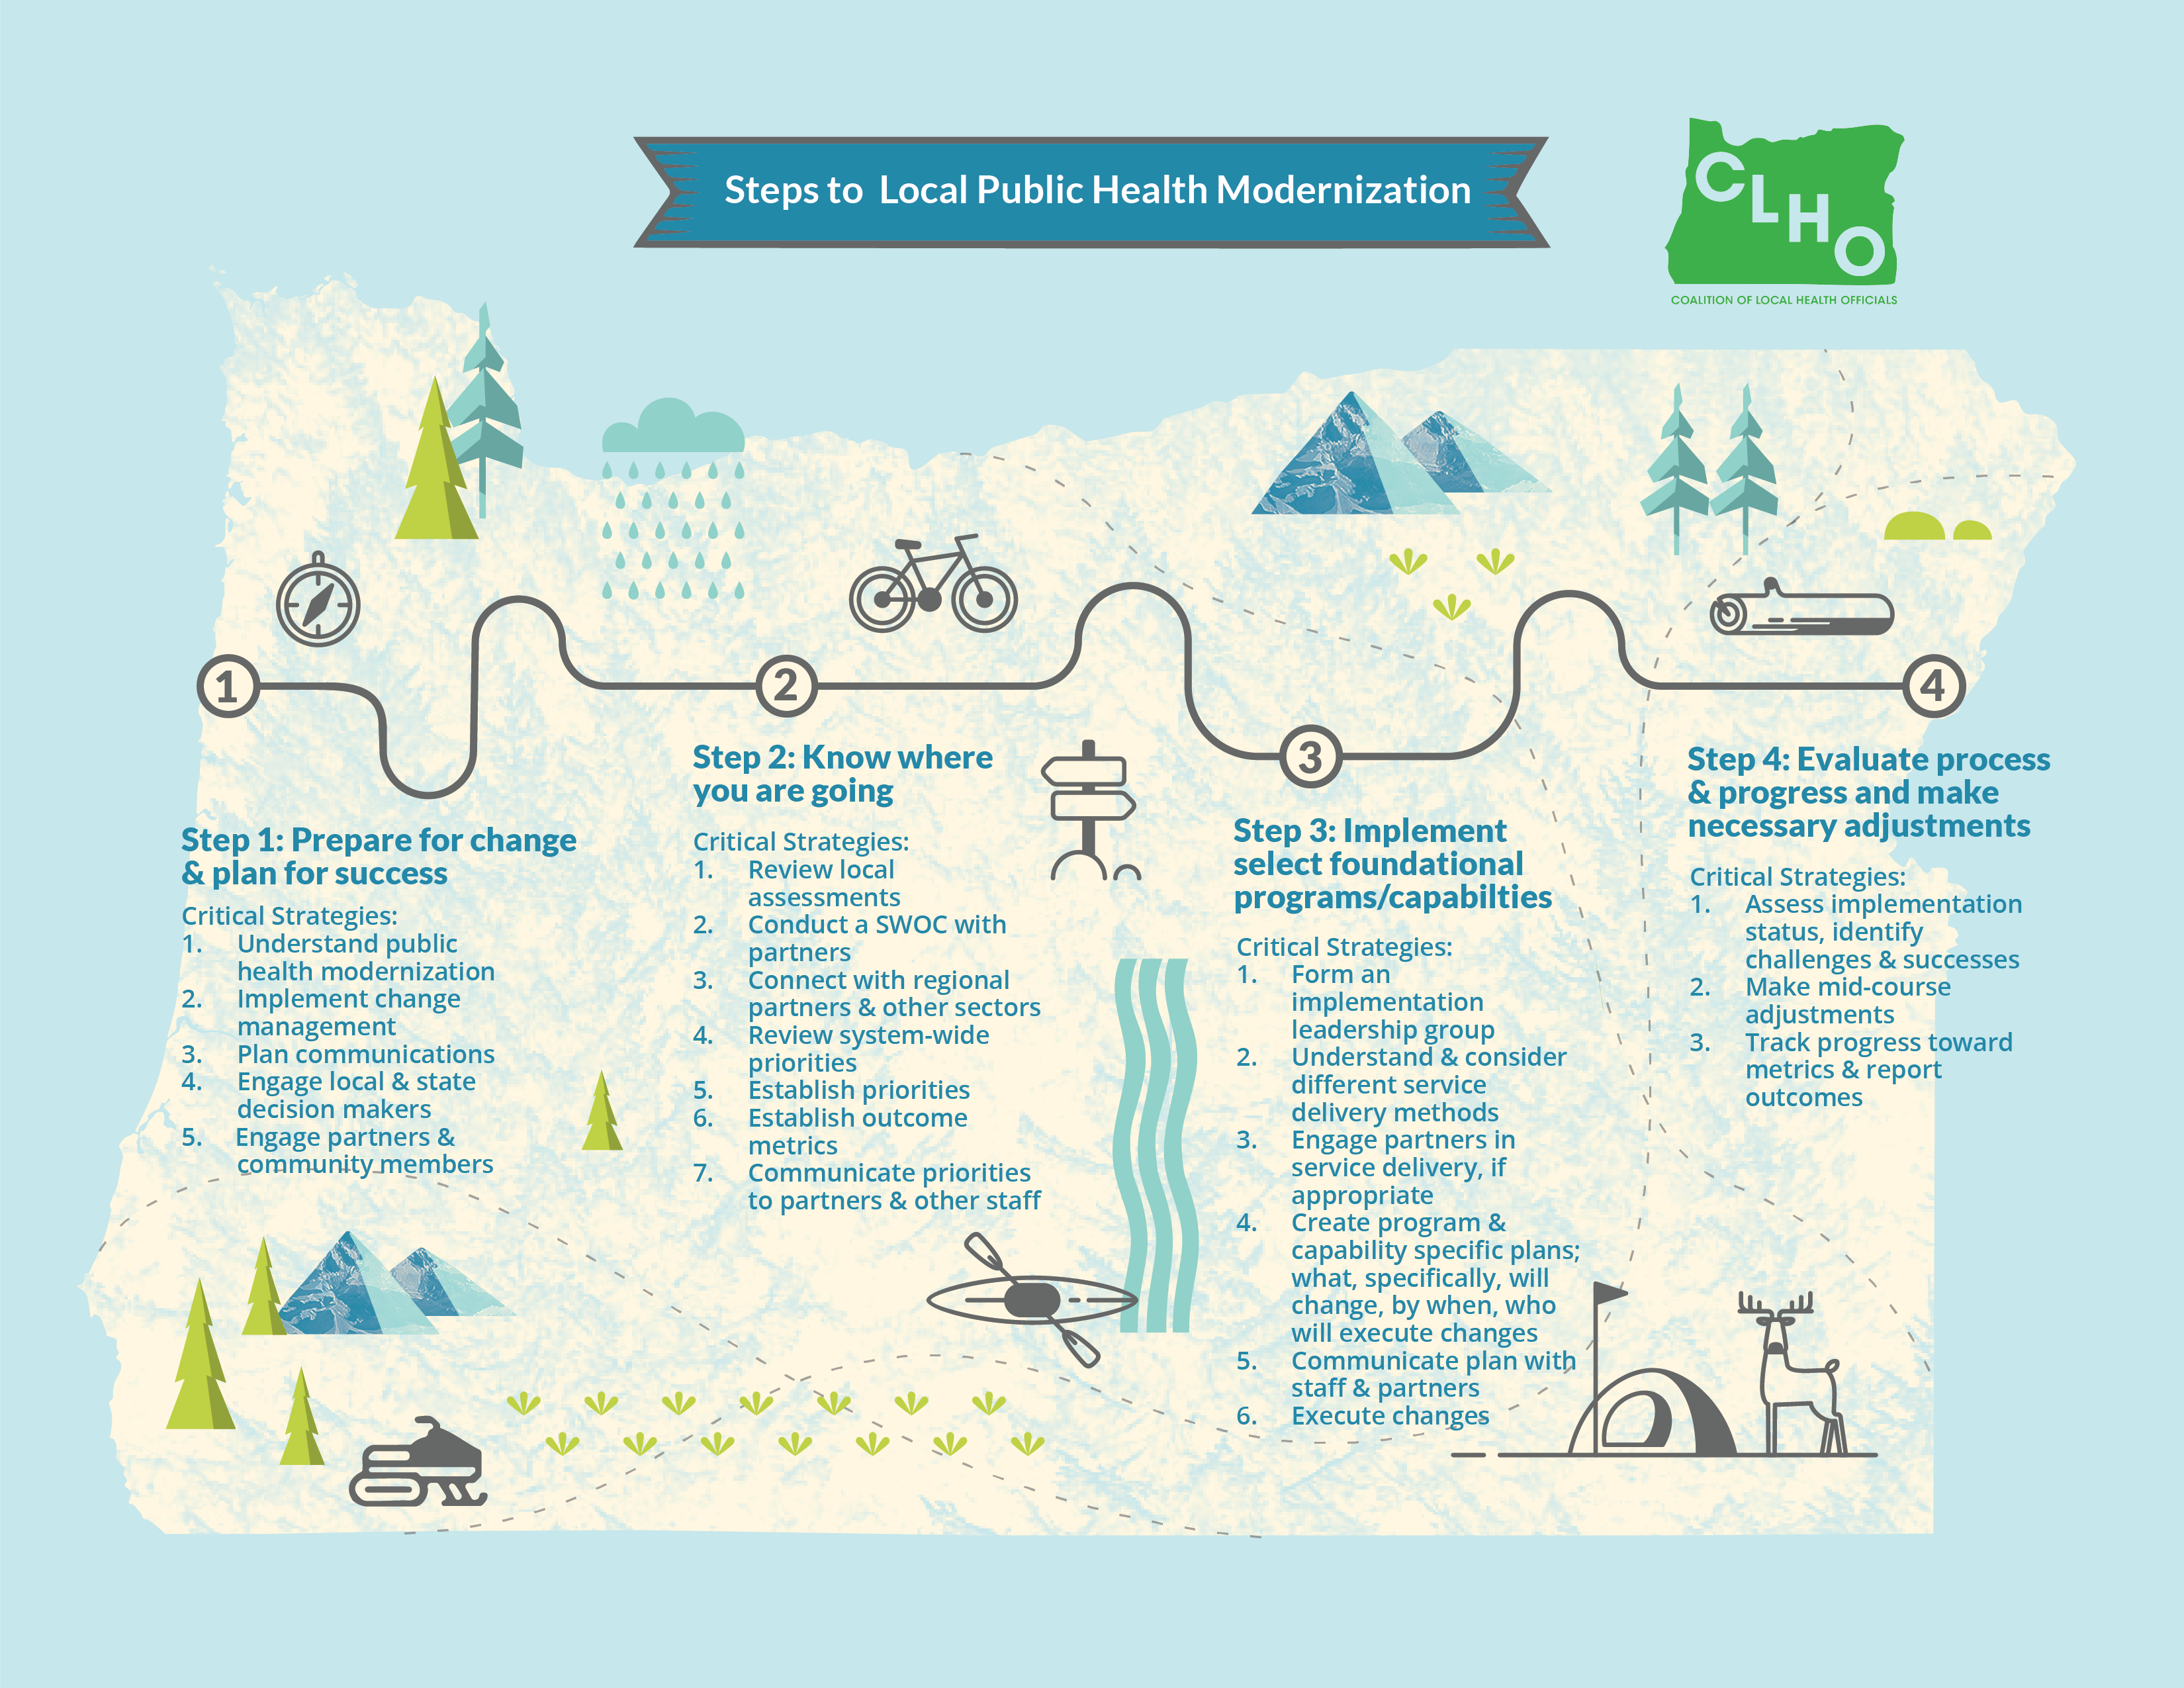 Steps to Local Public Health Modernization
CLHO
COALITION OF LOCAL HEALTH OFFICIALS
1
2
3
4
Step 1: Prepare for change
& plan for success
Critical Strategies:
1. Understand public
health modernization
2. Implement change
management
3. Plan communications
4. Engage local & state
decision makers
5. Engage partners &
community members
Step 2: Know where
you are going
Critical Strategies:
1. Review local
assessments
2. Conduct a SWOC with
partners
3. Connect with regional
partners & other sectors
4. Review system-wide
priorities
5. Establish priorities
6. Establish outcome
metrics
7. Communicate priorities
to partners & other staff
Step 3: Implement
select foundational
programs/capabilties
Critical Strategies:
1. Form an
implementation
leadership group
2. Understand & consider
different service
delivery methods
3. Engage partners in
service delivery, if
appropriate
4. Create program &
capability specific plans;
what, specifically, will
change, by when, who
will execute changes
5. Communicate plan with
staff & partners
6. Execute changes
Step 4: Evaluate process
& progress and make
necessary adjustments
Critical Strategies:
1. Assess implementation
status, identify
challenges & successes
2. Make mid-course
adjustments
3. Track progress toward
metrics & report
outcomes